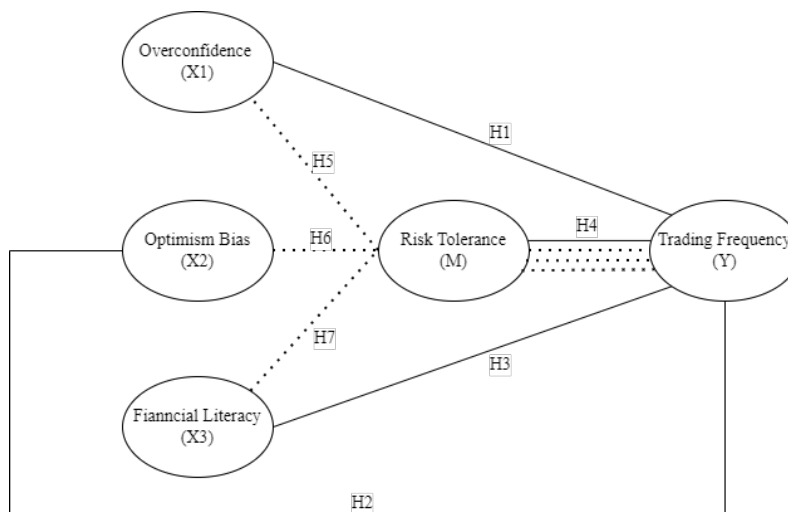 Overconfidence
(X1)
H1
H5
Optimism Bias
(X2)
H6
Risk Tolerance
(M)
H4
Trading Frequency
(Y)
H7
H3
Fianncial Literacy
(X3)
H2